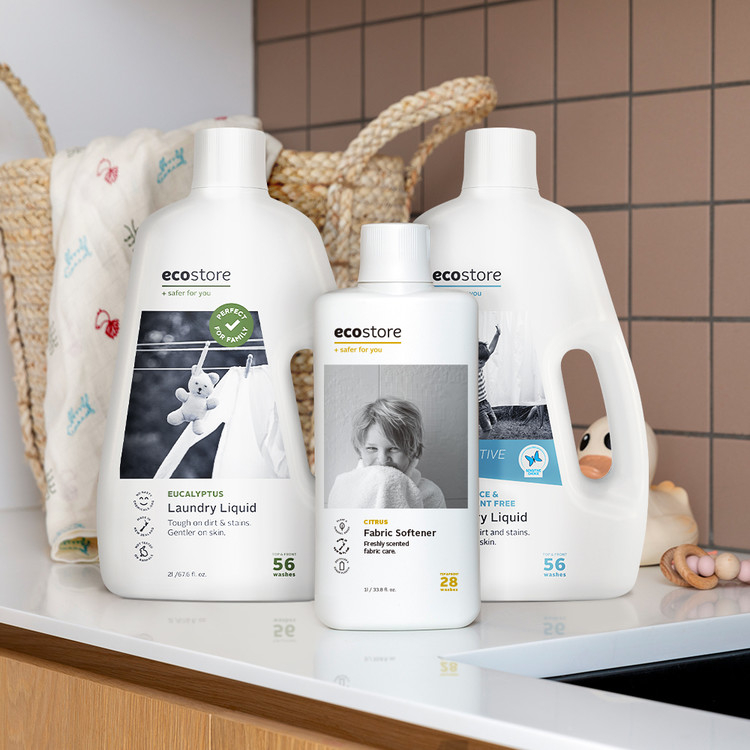 ecostore
+ safer for you
PERFECT
FOR FAMILY
EUCALYPTUS
Laundry Liquid
Tough on dirt & stains.
Gentler on skin.
2l/67.6 fl. oz.
56
washes
ecostore
+ safer for you
CITRUS
Fabric Softener
Freshly scented
fabric care.
1l/33.8 fl. oz.
28
washes
ecostore
you
TIVE
CE &
NT FREE
ry Liquid
irt and stains.
skin.
56
washes